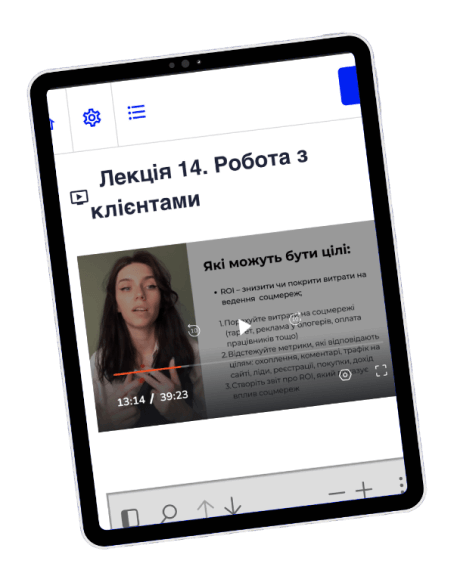 Лекція 14. Робота з
клієнтами
Які можуть бути цілі:
• ROI – знизити чи покрити витрати на
ведення соцмереж;
1.Порахуйте витрати на соцмережі
(таргет, реклама у блогерів, оплата
працівників тощо)
2.Відстежуйте метрики, які відповідають
цілям: охоплення, коментарі, трафік на
сайті, ліди, реєстрації, покупки, дохід
3.Створіть звіт про ROI, який показує
вплив соцмереж
10
13:14 / 39:23